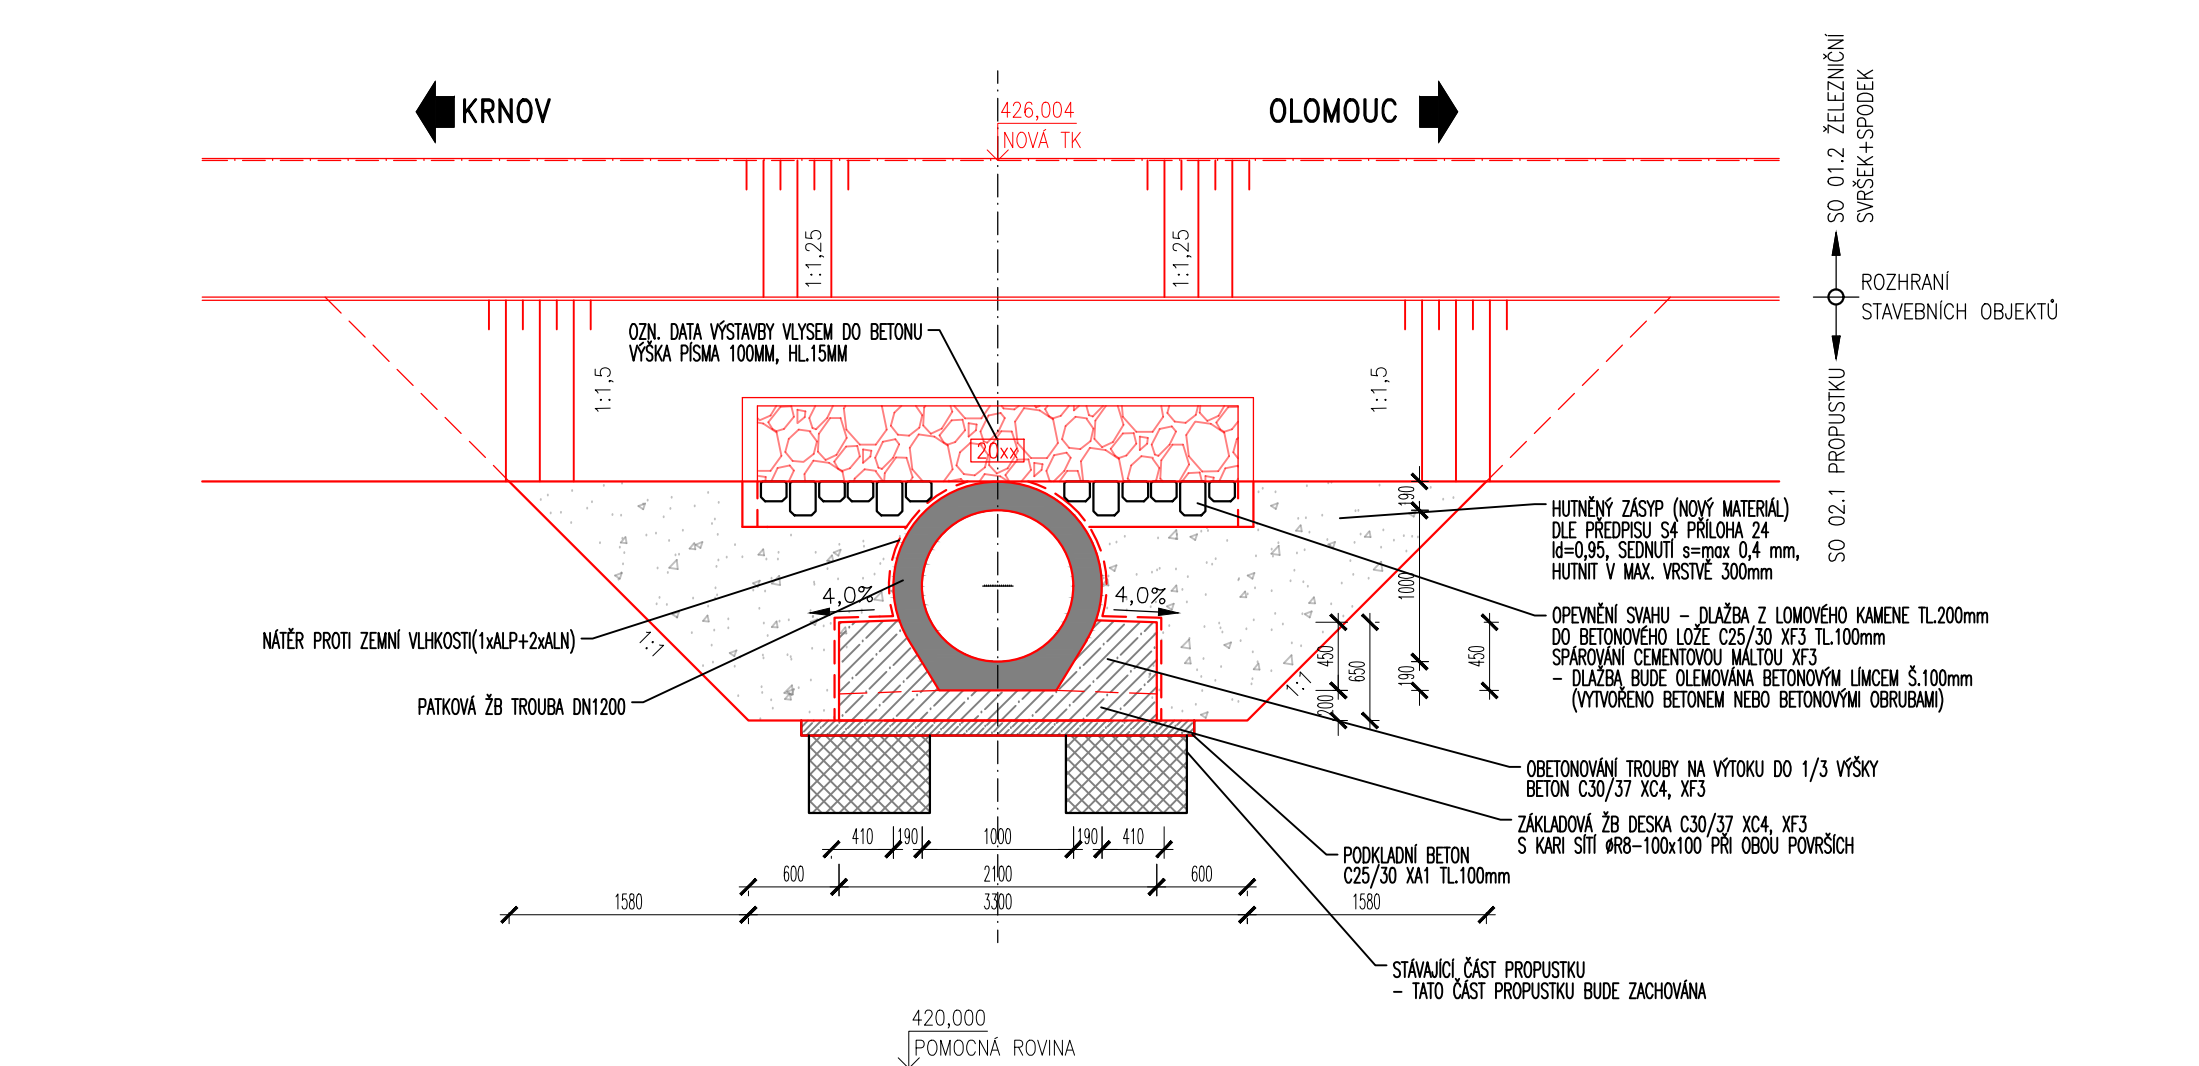 KRNOV
OLOMOUC
426,004
NOVÁ TK
SO 01.2 ŽELEZNIČNÍ
SVRŠEK+SPODEK
ROZHRANÍ
STAVEBNÍCH OBJEKTŮ
SO 02.1 PROPUSTKU
1:1,25
1:1,25
1:1,5
1:1,5
OZN. DATA VÝSTAVBY VLYSEM DO BETONU
VÝŠKA PÍSMA 100MM, HL.15MM
20xx
HUTNĚNÝ ZÁSYP (NOVÝ MATERIÁL)
DLE PŘEDPISU S4 PŘÍLOHA 24
Id=0,95, SEDNUTÍ s=max 0,4 mm,
HUTNIT V MAX. VRSTVĚ 300mm
OPEVNĚNÍ SVAHU – DLAŽBA Z LOMOVÉHO KAMENE TL.200mm
DO BETONOVÉHO LOŽE C25/30 XF3 TL.100mm
SPÁROVÁNÍ CEMENTOVOU MALTOU XF3
– DLAŽBA BUDE OLEMOVÁNA BETONOVÝM LÍMCEM Š.100mm
(VYTVOŘENO BETONEM NEBO BETONOVÝMI OBRUBAMI)
190
1000
190
450
200
650
450
4,0%
4,0%
1:1
1:1
NÁTĚR PROTI ZEMNÍ VLHKOSTI(1xALP+2xALN)
PATKOVÁ ŽB TROUBA DN1200
OBETONOVÁNÍ TROUBY NA VÝTOKU DO 1/3 VÝŠKY
BETON C30/37 XC4, XF3
ZÁKLADOVÁ ŽB DESKA C30/37 XC4, XF3
S KARI SÍTÍ øR8–100x100 PŘI OBOU POVRŠÍCH
PODKLADNÍ BETON
C25/30 XA1 TL.100mm
STÁVAJÍCÍ ČÁST PROPUSTKU
– TATO ČÁST PROPUSTKU BUDE ZACHOVÁNA
410 190 1000 190 410
600 2100 600
1580 3300 1580
420,000
POMOCNÁ ROVINA